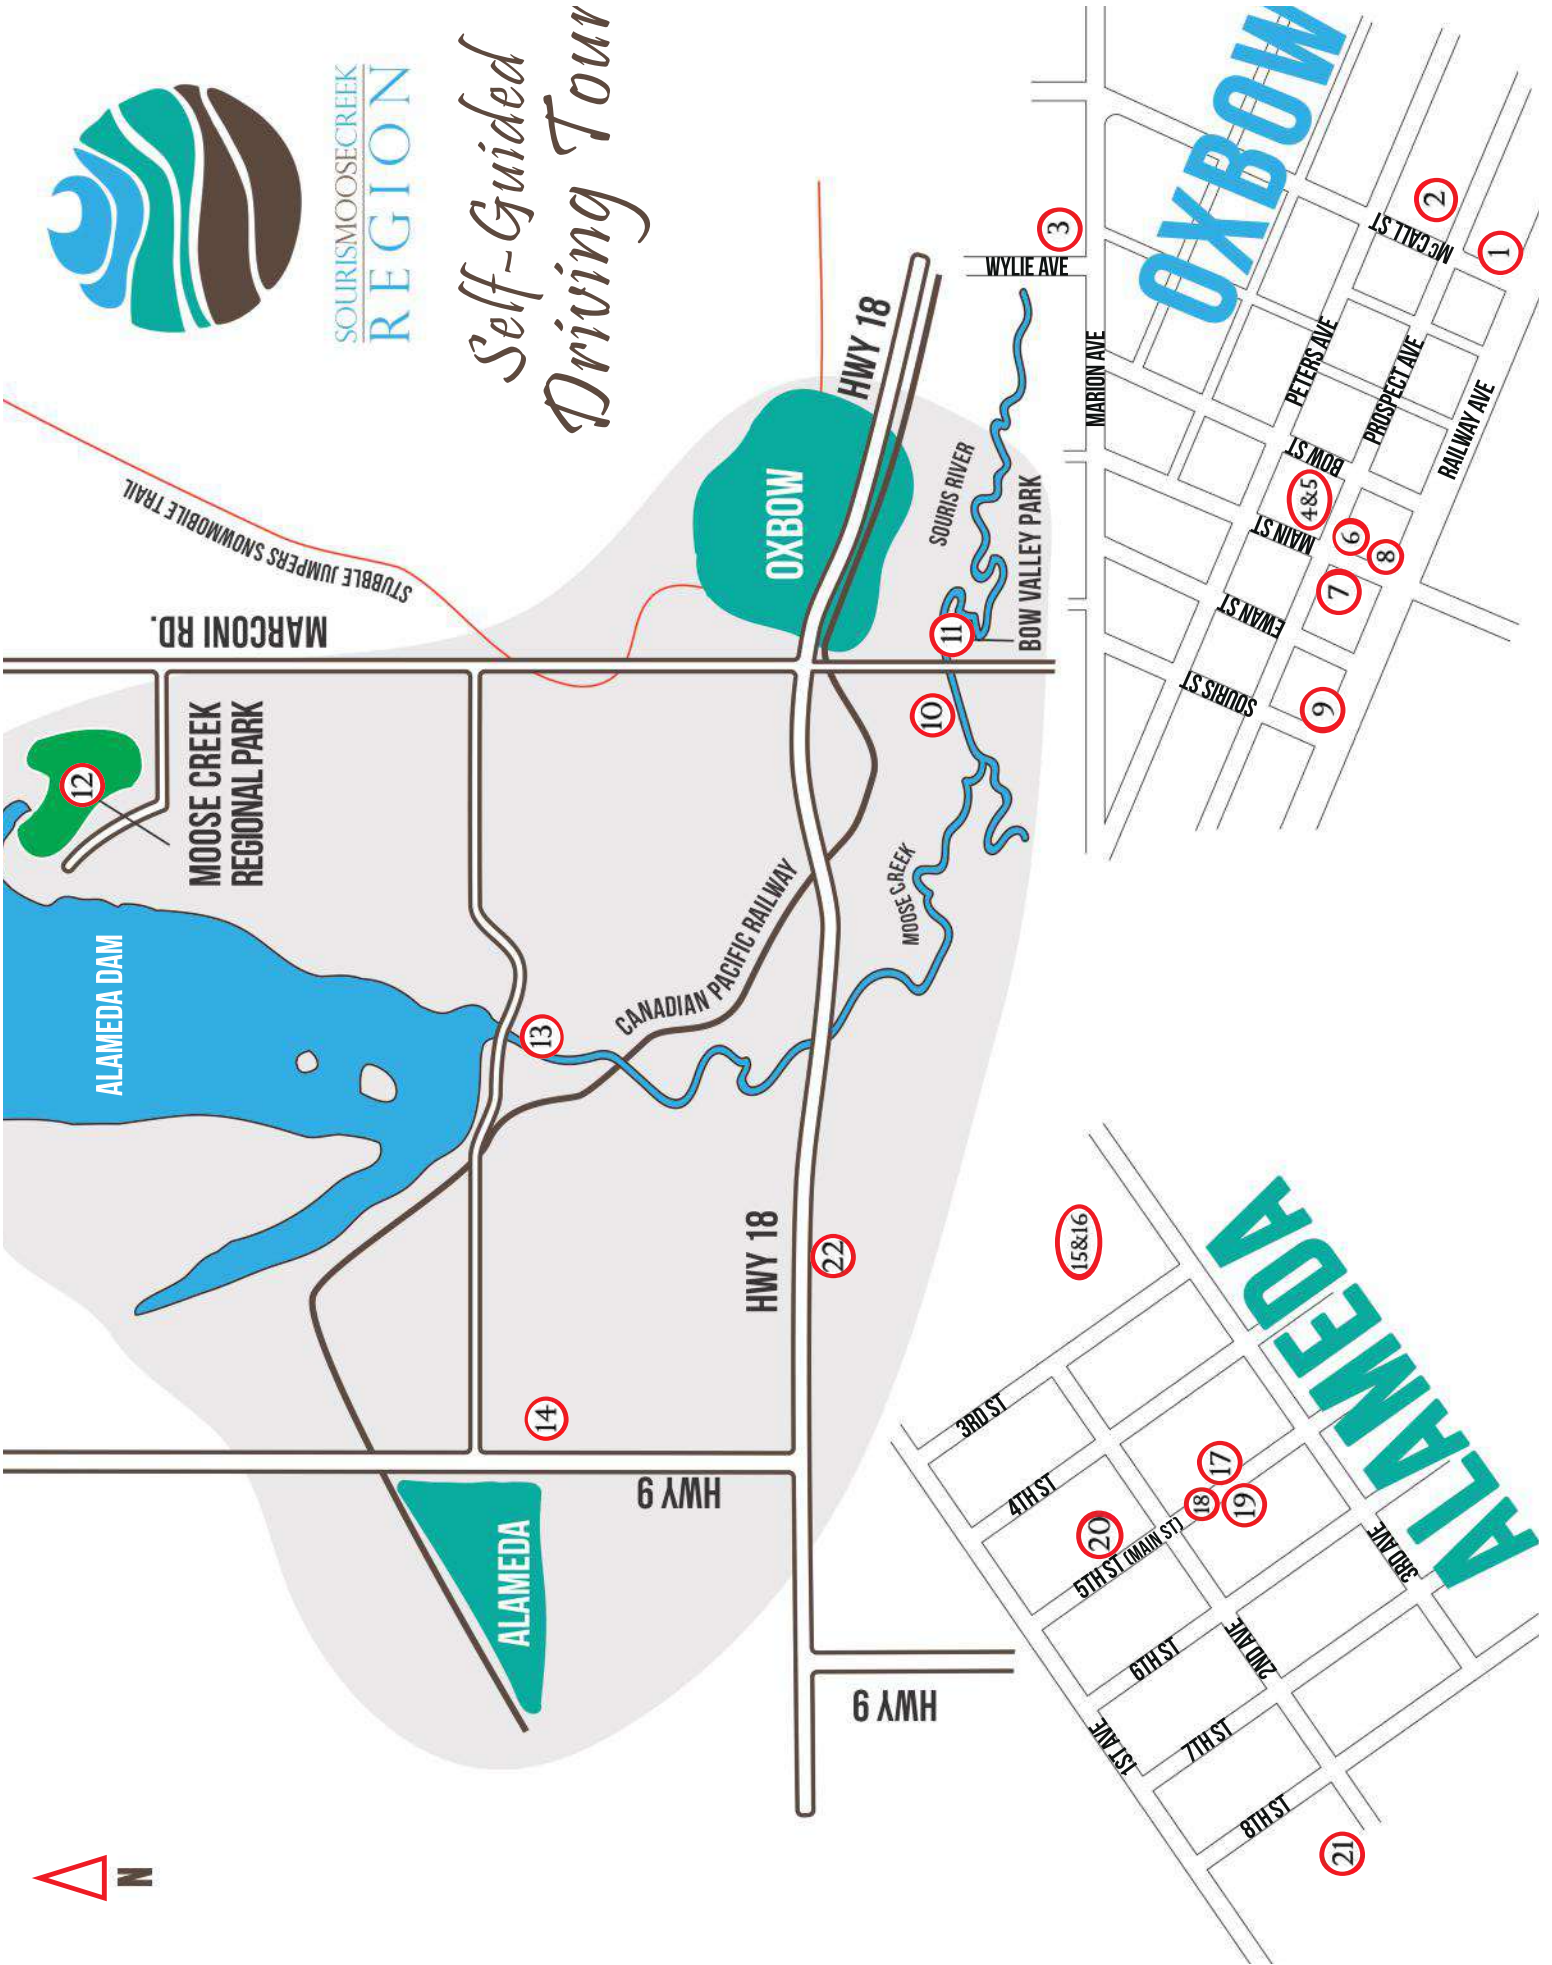 SOURISMOOSECREEK
REGION
Self-Guided
Driving Tour
STUBBLE JUMPERS SNOWMOBILE TRAIL
MARCONI RD.
12
MOOSE CREEK
REGIONAL PARK
ALAMEDA DAM
OXBOW
HWY 18
SOURIS RIVER
BOW VALLEY PARK
11
10
MOOSE CREEK
CANADIAN PACIFIC RAILWAY
13
HWY 18
22
14
HWY 9
ALAMEDA
HWY 9
N
OXBOW
WYLIE AVE
3
MARION AVE
2
MCCALL ST
1
PETERS AVE
PROSPECT AVE
RAILWAY AVE
BOW ST
4&5
MAIN ST
6
8
7
EWAN ST
SOURIS ST
9
ALAMEDA
15&16
3RD ST
4TH ST
17
18
19
20
5TH ST (MAIN ST)
6TH ST
7TH ST
8TH ST
1ST AVE
2ND AVE
3RD AVE
21